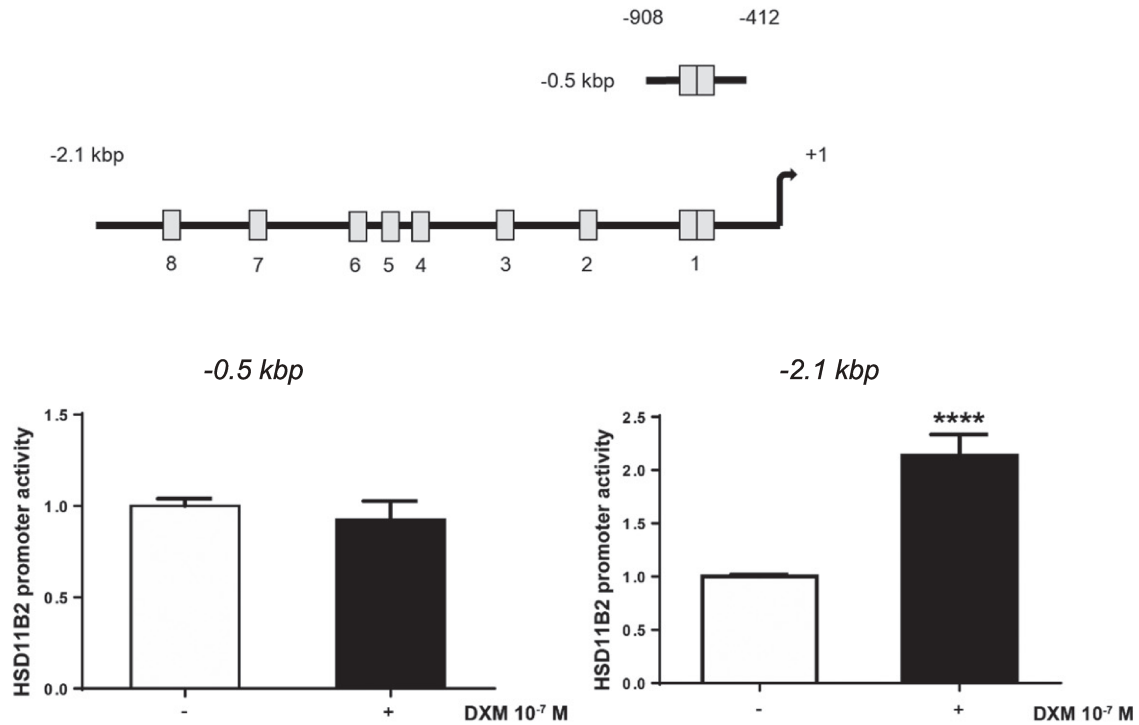 -908 -412
-0.5 kbp
-2.1 kbp +1
8 7 6 5 4 3 2 1
-0.5 kbp
HSD11B2 promoter activity
1.5
1.0
0.5
0.0
- + DXM 10⁻⁷ M
-2.1 kbp
HSD11B2 promoter activity
2.5
2.0
1.5
1.0
0.5
0.0
****
- + DXM 10⁻⁷ M